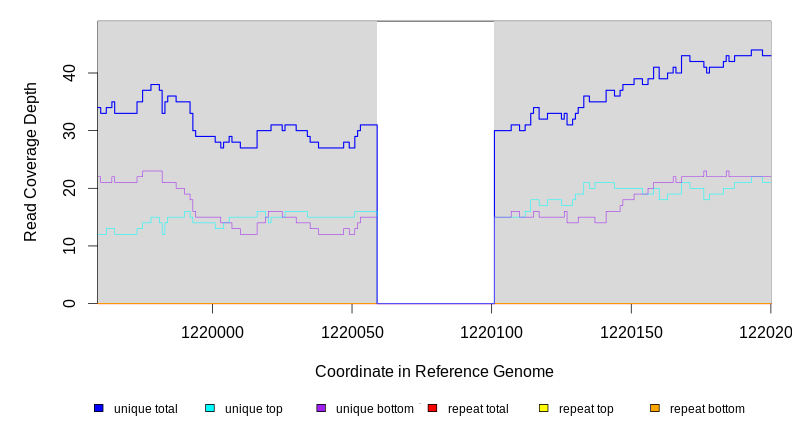 Read Coverage Depth
40
30
20
10
0
1220000
1220050
1220100
1220150
122020
Coordinate in Reference Genome
unique total
unique top
unique bottom
repeat total
repeat top
repeat bottom